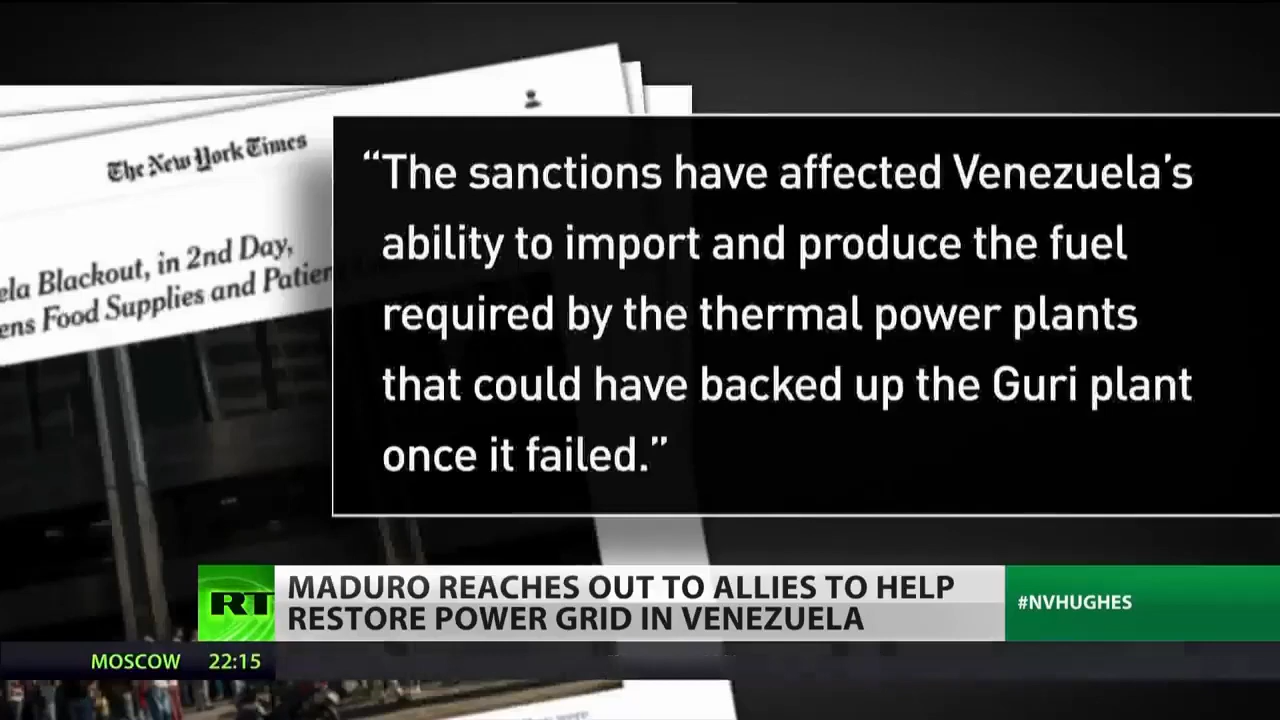 The New York Times
ela Blackout, in 2nd Day,
ens Food Supplies and Patien
“The sanctions have affected Venezuela’s
ability to import and produce the fuel
required by the thermal power plants
that could have backed up the Guri plant
once it failed.”
RT
MADURO REACHES OUT TO ALLIES TO HELP
RESTORE POWER GRID IN VENEZUELA
#NVHUGHES
MOSCOW 22:15